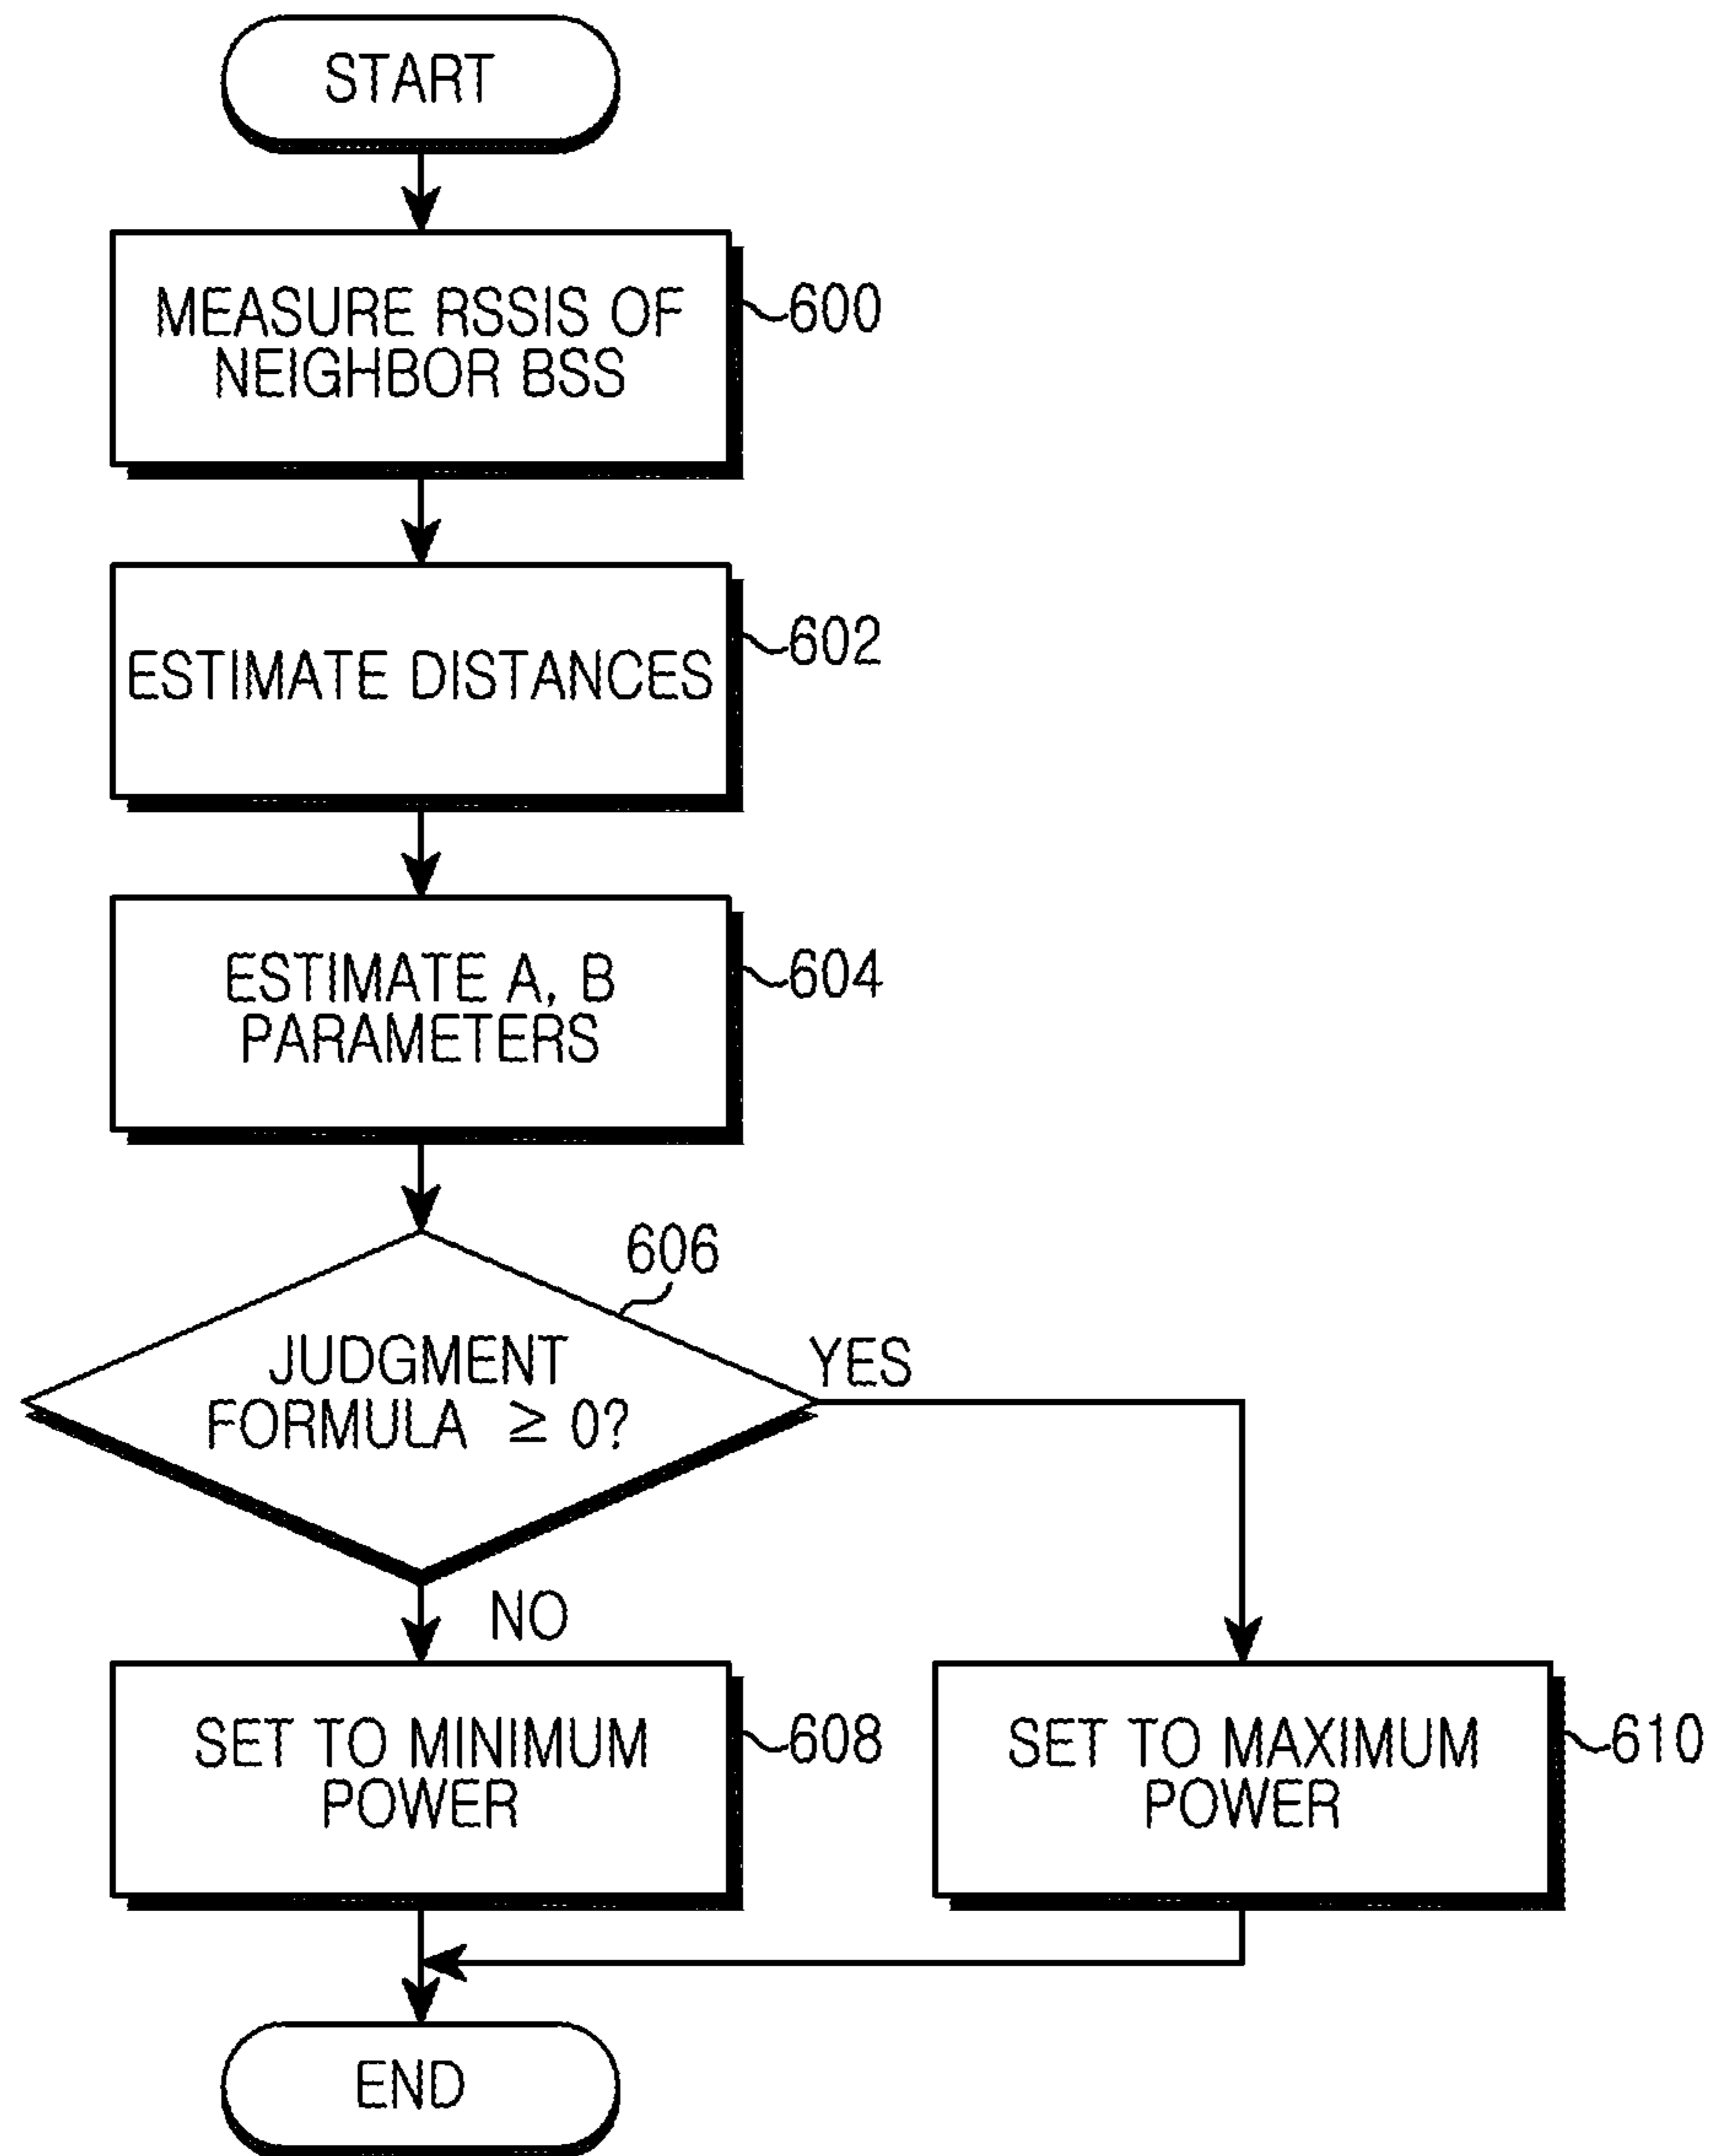 START
MEASURE RSSIS OF
NEIGHBOR BSS
600
ESTIMATE DISTANCES
602
ESTIMATE A, B
PARAMETERS
604
606
JUDGMENT
FORMULA ≥ 0?
YES
NO
SET TO MINIMUM
POWER
608
SET TO MAXIMUM
POWER
610
END